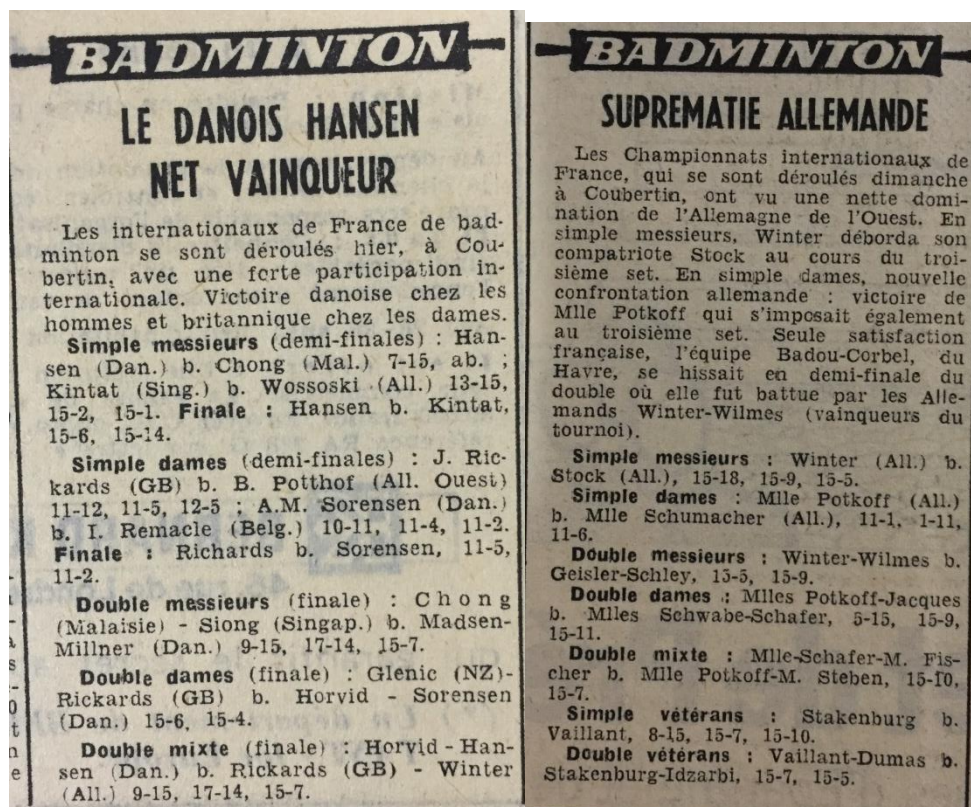 BADMINTON
LE DANOIS HANSEN
NET VAINQUEUR
Les internationaux de France de bad-
minton se sont déroulés hier, à Cou-
bertin, avec une forte participation in-
ternationale. Victoire danoise chez les
hommes et britannique chez les dames.
Simple messieurs (demi-finales) : Han-
sen (Dan.) b. Chong (Mal.) 7-15, ab. ;
Kintat (Sing.) b. Wossoski (All.) 13-15,
15-2, 15-1. Finale : Hansen b. Kintat,
15-6, 15-14.
Simple dames (demi-finales) : J. Ric-
kards (GB) b. B. Potthof (All. Ouest)
11-12, 11-5, 12-5 ; A.M. Sorensen (Dan.)
b. I. Remacle (Belg.) 10-11, 11-4, 11-2.
Finale : Richards b. Sorensen, 11-5,
11-2.
Double messieurs (finale) : Chong
(Malaisie) - Siong (Singap.) b. Madsen-
Millner (Dan.) 9-15, 17-14, 15-7.
Double dames (finale) : Glenic (NZ)-
Rickards (GB) b. Horvid - Sorensen
(Dan.) 15-6, 15-4.
Double mixte (finale) : Horvid - Han-
sen (Dan.) b. Rickards (GB) - Winter
(All.) 9-15, 17-14, 15-7.
BADMINTON
SUPREMATIE ALLEMANDE
Les Championnats internationaux de
France, qui se sont déroulés dimanche
à Coubertin, ont vu une nette domi-
nation de l'Allemagne de l'Ouest. En
simple messieurs, Winter déborda son
compatriote Stock au cours du troi-
sième set. En simple dames, nouvelle
confrontation allemande : victoire de
Mlle Potkoff qui s'imposait également
au troisième set. Seule satisfaction
française, l'équipe Badou-Corbel, du
Havre, se hissait en demi-finale du
double où elle fut battue par les Alle-
mands Winter-Wilmes (vainqueurs du
tournoi).
Simple messieurs : Winter (All.) b.
Stock (All.), 15-18, 15-9, 15-5.
Simple dames : Mlle Potkoff (All.)
b. Mlle Schumacher (All.), 11-1, 1-11,
11-6.
Double messieurs : Winter-Wilmes b.
Geisler-Schley, 15-5, 15-9.
Double dames : Mlles Potkoff-Jacques
b. Mlles Schwabe-Schafer, 5-15, 15-9,
15-11.
Double mixte : Mlle-Schafer-M. Fis-
cher b. Mlle Potkoff-M. Steben, 15-10,
15-7.
Simple vétérans : Stakenburg b.
Vaillant, 8-15, 15-7, 15-10.
Double vétérans : Vaillant-Dumas b.
Stakenburg-Idzarbi, 15-7, 15-5.